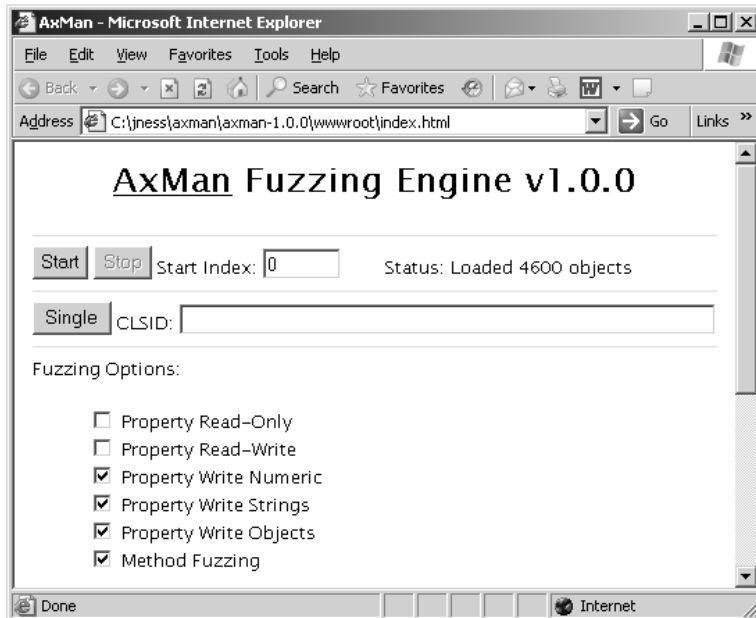 AxMan - Microsoft Internet Explorer
File Edit View Favorites Tools Help
Back Search Favorites
Address C:\jness\axman\axman-1.0.0\wwwroot\index.html Go Links »
AxMan Fuzzing Engine v1.0.0
Start Stop Start Index: 0 Status: Loaded 4600 objects
Single CLSID:
Fuzzing Options:
Property Read-Only
Property Read-Write
Property Write Numeric
Property Write Strings
Property Write Objects
Method Fuzzing
Done Internet